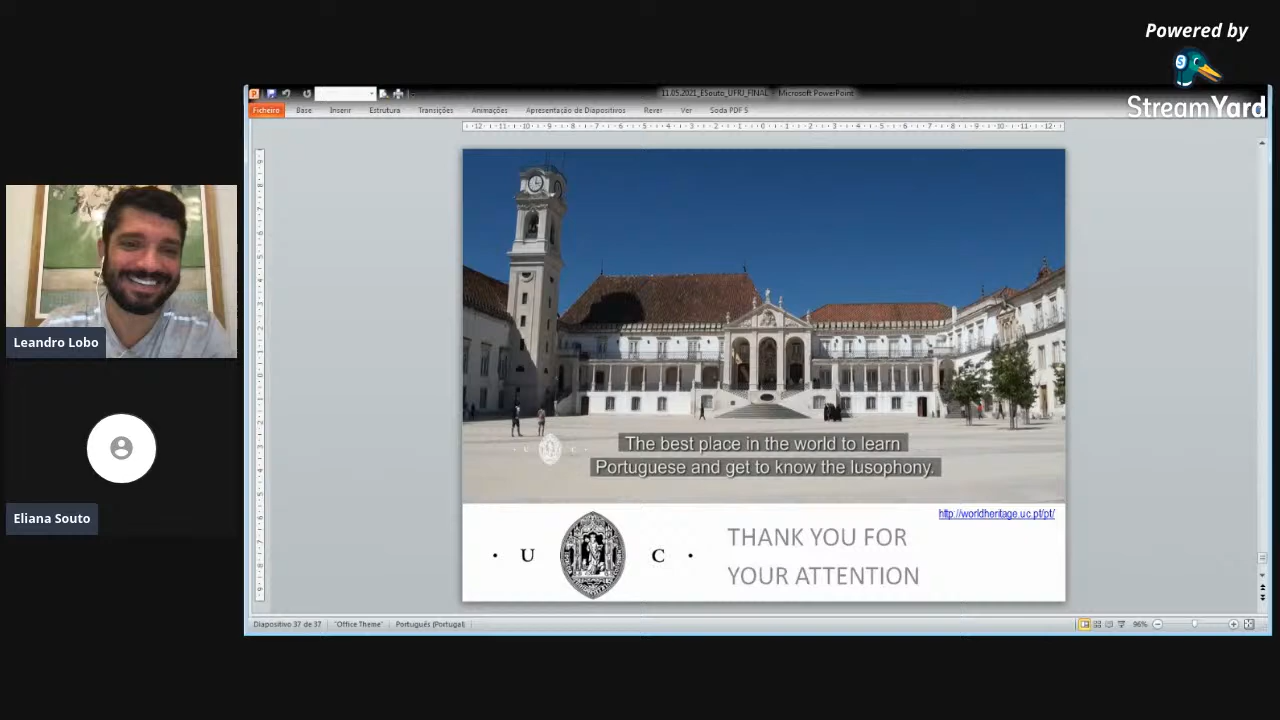 Powered by
StreamYard
11.05.2021_ESouto_UFRJ_FINAL - Microsoft PowerPoint
Ficheiro Base Inserir Estrutura Transições Animações Apresentação de Diapositivos Rever Ver Soda PDF 5
The best place in the world to learn
Portuguese and get to know the lusophony.
http://worldheritage.uc.pt/pt/
· U C ·
THANK YOU FOR
YOUR ATTENTION
Diapositivo 37 de 37 "Office Theme" Português (Portugal) 96%
Leandro Lobo
Eliana Souto